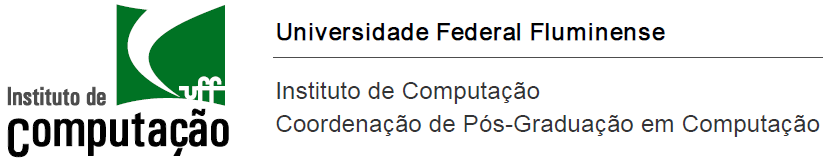 uff
Instituto de
Computação
Universidade Federal Fluminense
Instituto de Computação
Coordenação de Pós-Graduação em Computação